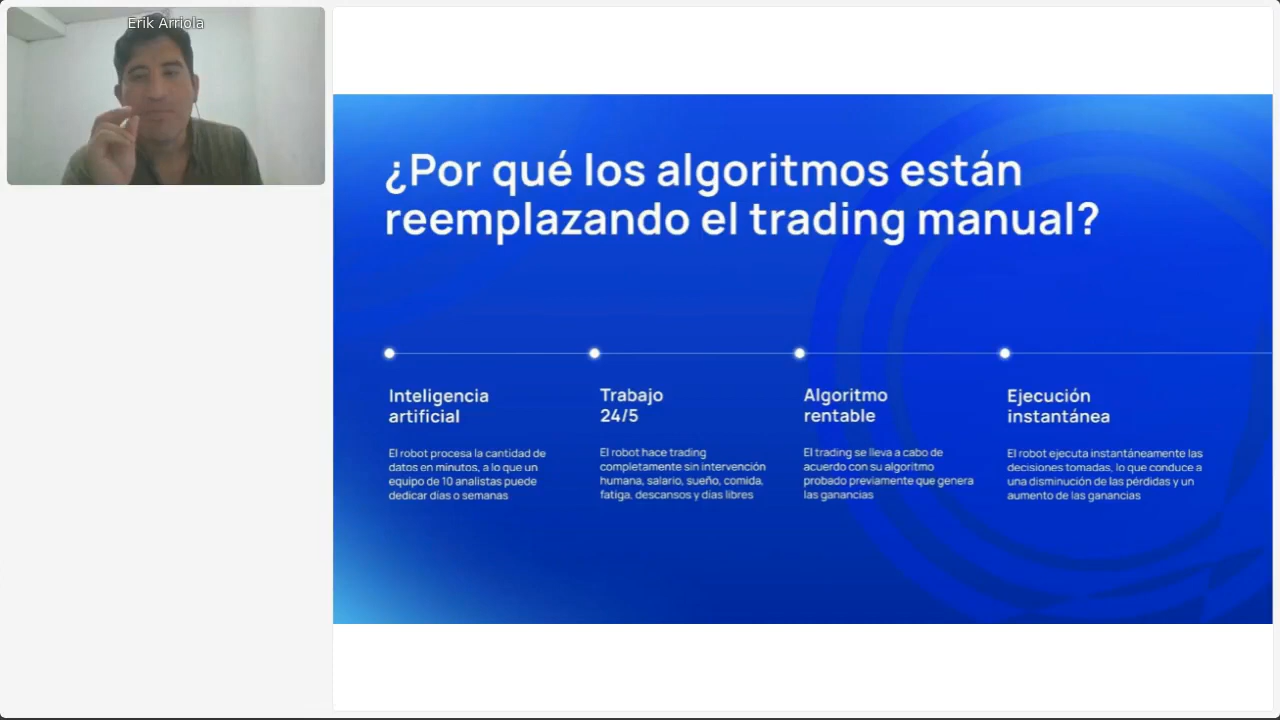 Erik Arriola
¿Por qué los algoritmos están
reemplazando el trading manual?
Inteligencia
artificial
El robot procesa la cantidad de
datos en minutos, a lo que un
equipo de 10 analistas puede
dedicar días o semanas
Trabajo
24/5
El robot hace trading
completamente sin intervención
humana, salario, sueño, comida,
fatiga, descansos y días libres
Algoritmo
rentable
El trading se lleva a cabo de
acuerdo con su algoritmo
probado previamente que genera
las ganancias
Ejecución
instantánea
El robot ejecuta instantáneamente las
decisiones tomadas, lo que conduce a
una disminución de las pérdidas y un
aumento de las ganancias